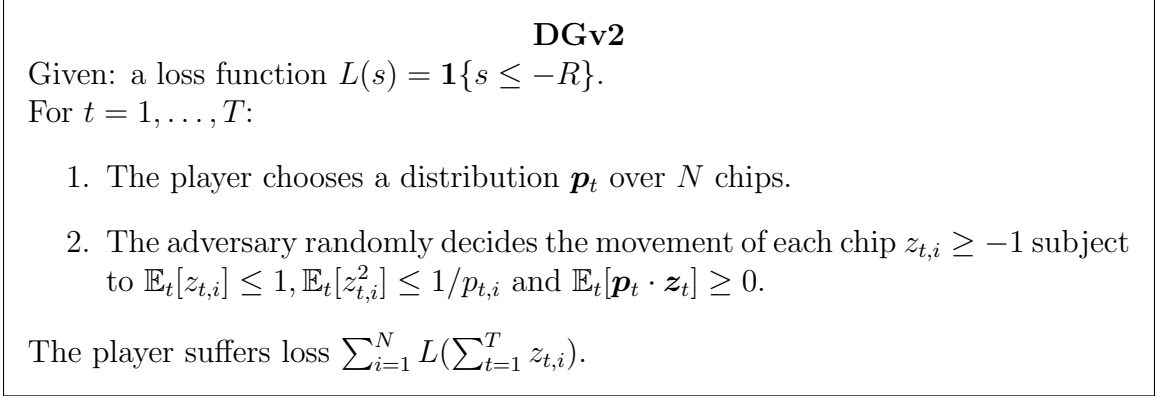 DGv2
Given: a loss function L(s) = 1{s ≤ −R}.
For t = 1, . . . , T:
1. The player chooses a distribution p_t over N chips.
2. The adversary randomly decides the movement of each chip z_{t,i} ≥ −1 subject
to 𝔼_t[z_{t,i}] ≤ 1, 𝔼_t[z²_{t,i}] ≤ 1/p_{t,i} and 𝔼_t[p_t · z_t] ≥ 0.
The player suffers loss ∑_{i=1}^N L(∑_{t=1}^T z_{t,i}).